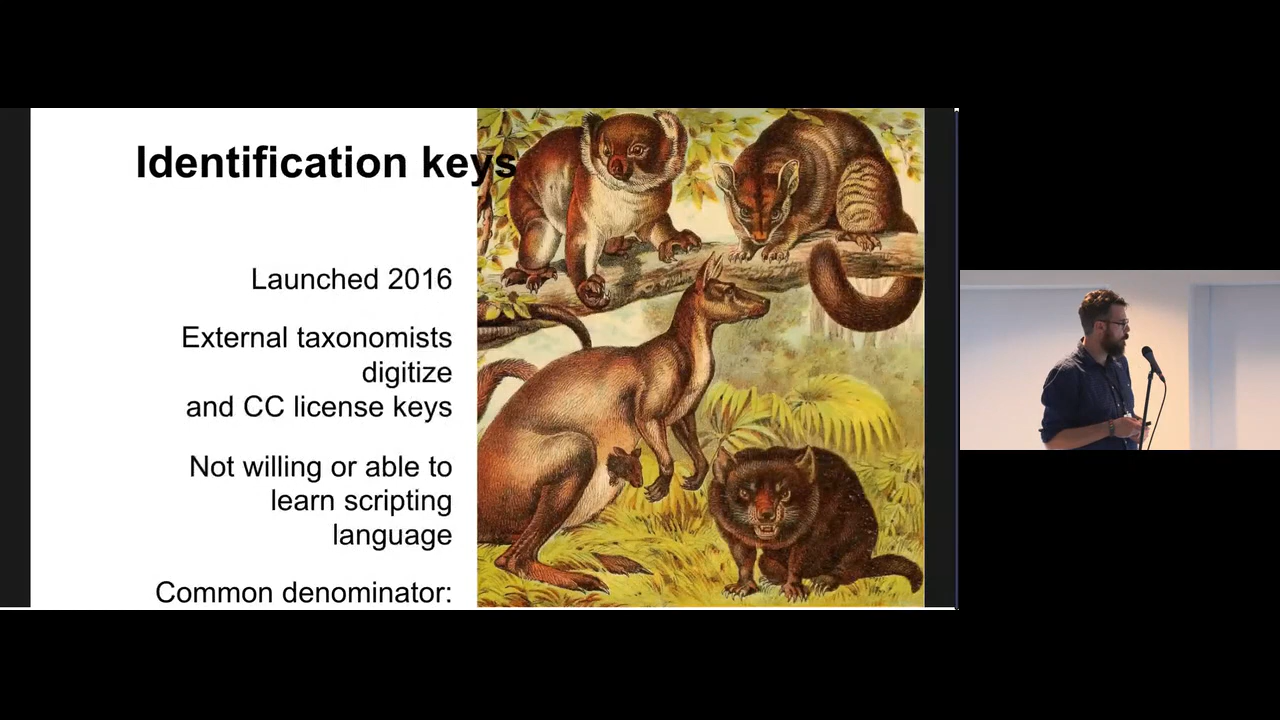 Identification keys
Launched 2016
External taxonomists
digitize
and CC license keys
Not willing or able to
learn scripting
language
Common denominator: